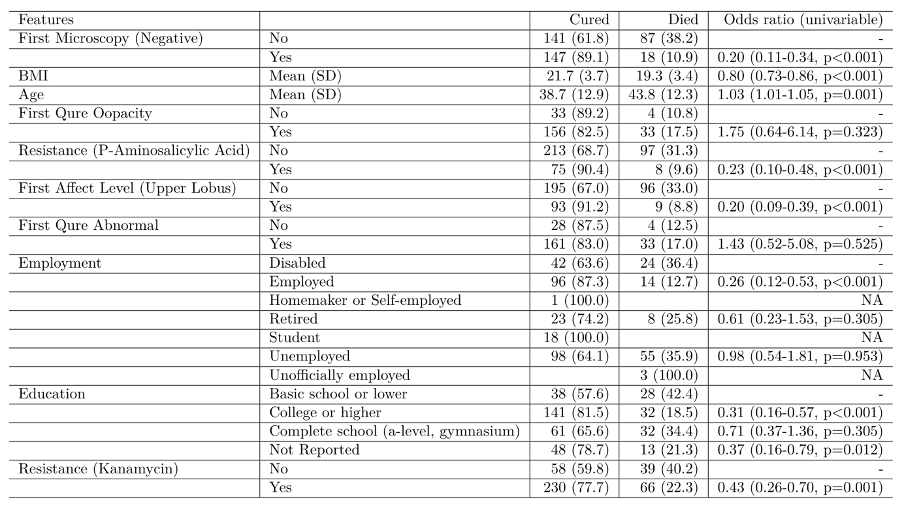 Features Cured Died Odds ratio (univariable)
First Microscopy (Negative) No 141 (61.8) 87 (38.2) -
Yes 147 (89.1) 18 (10.9) 0.20 (0.11-0.34, p<0.001)
BMI Mean (SD) 21.7 (3.7) 19.3 (3.4) 0.80 (0.73-0.86, p<0.001)
Age Mean (SD) 38.7 (12.9) 43.8 (12.3) 1.03 (1.01-1.05, p=0.001)
First Qure Oopacity No 33 (89.2) 4 (10.8) -
Yes 156 (82.5) 33 (17.5) 1.75 (0.64-6.14, p=0.323)
Resistance (P-Aminosalicylic Acid) No 213 (68.7) 97 (31.3) -
Yes 75 (90.4) 8 (9.6) 0.23 (0.10-0.48, p<0.001)
First Affect Level (Upper Lobus) No 195 (67.0) 96 (33.0) -
Yes 93 (91.2) 9 (8.8) 0.20 (0.09-0.39, p<0.001)
First Qure Abnormal No 28 (87.5) 4 (12.5) -
Yes 161 (83.0) 33 (17.0) 1.43 (0.52-5.08, p=0.525)
Employment Disabled 42 (63.6) 24 (36.4) -
Employed 96 (87.3) 14 (12.7) 0.26 (0.12-0.53, p<0.001)
Homemaker or Self-employed 1 (100.0) NA
Retired 23 (74.2) 8 (25.8) 0.61 (0.23-1.53, p=0.305)
Student 18 (100.0) NA
Unemployed 98 (64.1) 55 (35.9) 0.98 (0.54-1.81, p=0.953)
Unofficially employed 3 (100.0) NA
Education Basic school or lower 38 (57.6) 28 (42.4) -
College or higher 141 (81.5) 32 (18.5) 0.31 (0.16-0.57, p<0.001)
Complete school (a-level, gymnasium) 61 (65.6) 32 (34.4) 0.71 (0.37-1.36, p=0.305)
Not Reported 48 (78.7) 13 (21.3) 0.37 (0.16-0.79, p=0.012)
Resistance (Kanamycin) No 58 (59.8) 39 (40.2) -
Yes 230 (77.7) 66 (22.3) 0.43 (0.26-0.70, p=0.001)